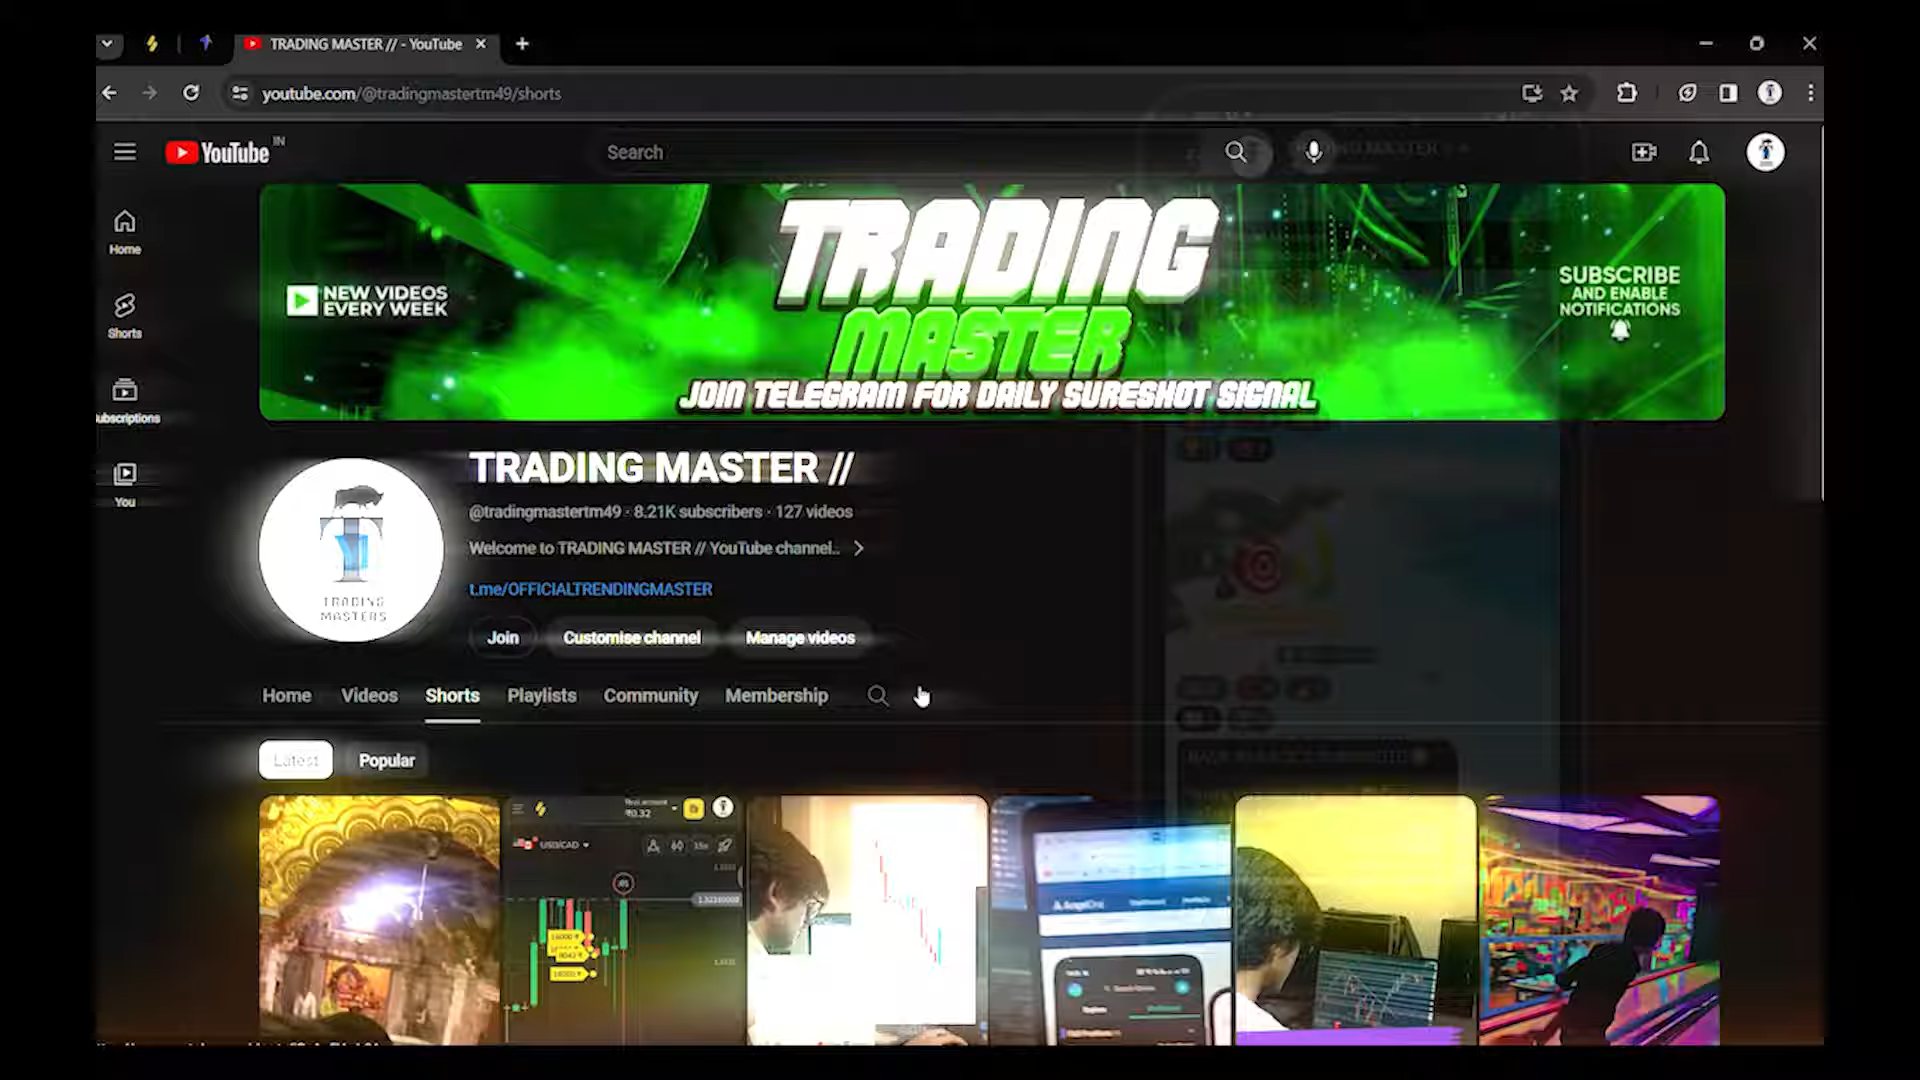 TRADING MASTER // - YouTube
youtube.com/@tradingmastertm49/shorts
YouTube IN
Search
Home
Shorts
ubscriptions
You
NEW VIDEOS
EVERY WEEK
TRADING
MASTER
JOIN TELEGRAM FOR DAILY SURESHOT SIGNAL
SUBSCRIBE
AND ENABLE
NOTIFICATIONS
TRADING
MASTERS
TRADING MASTER //
@tradingmastertm49 · 8.21K subscribers · 127 videos
Welcome to TRADING MASTER // YouTube channel..
t.me/OFFICIALTRENDINGMASTER
Join
Customise channel
Manage videos
Home
Videos
Shorts
Playlists
Community
Membership
Latest
Popular
USD/CAD